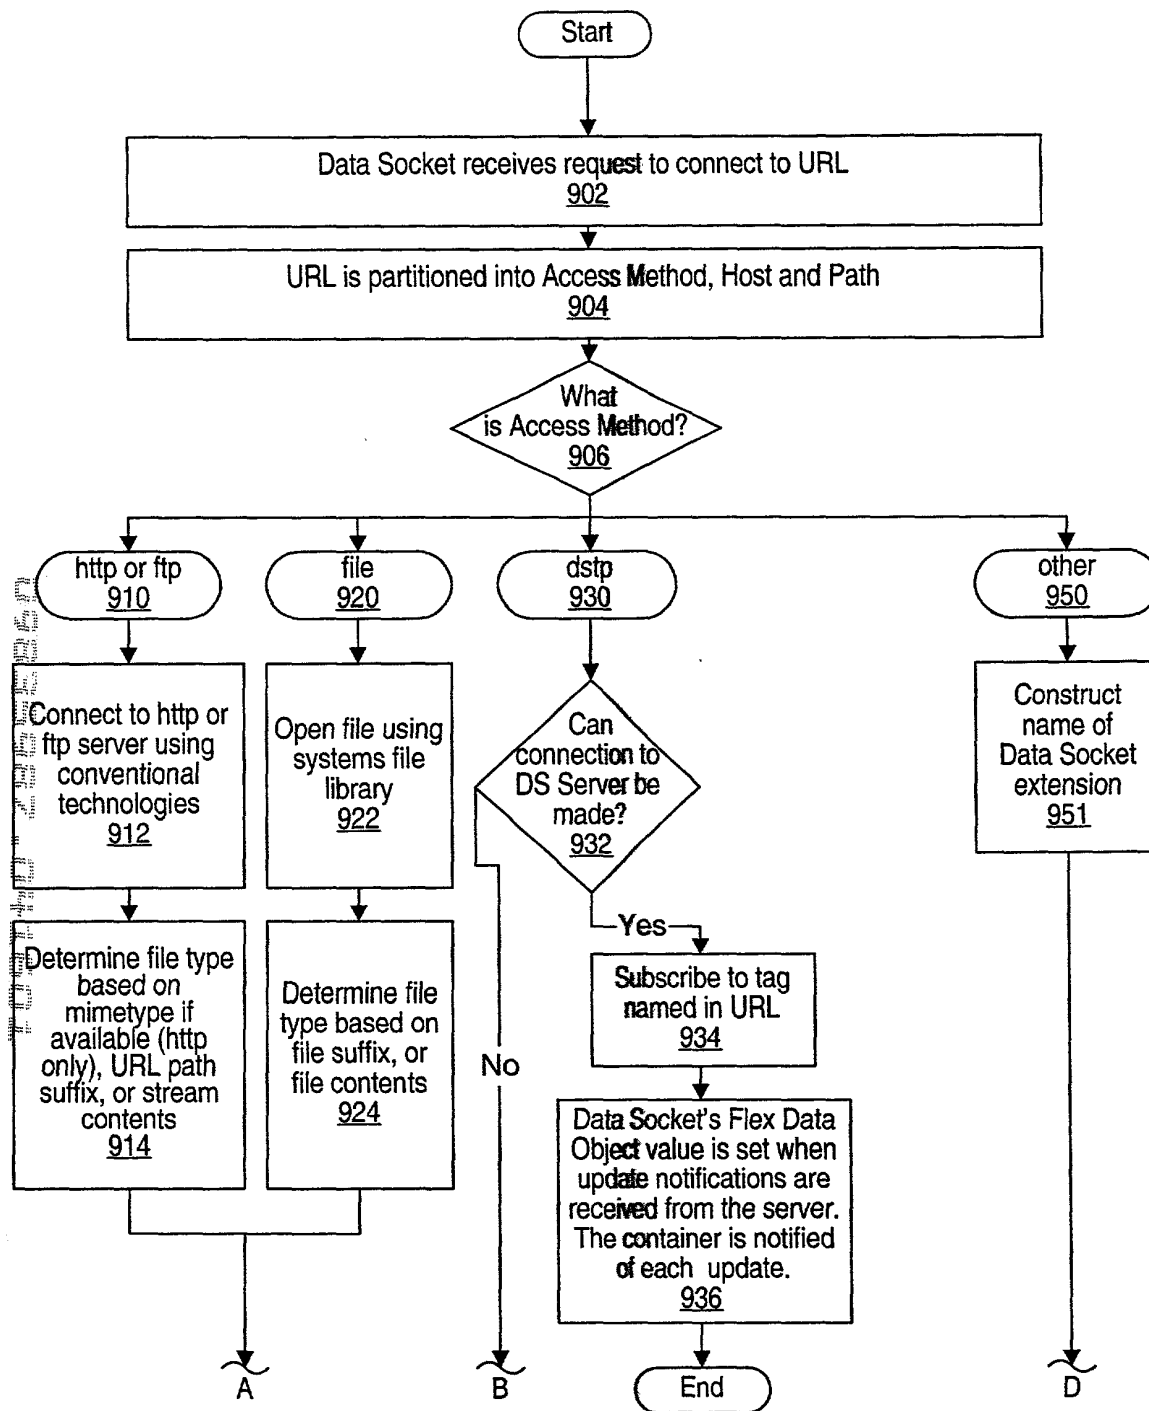 Start
Data Socket receives request to connect to URL
902
URL is partitioned into Access Method, Host and Path
904
What
is Access Method?
906
http or ftp
910
file
920
dstp
930
other
950
Connect to http or
ftp server using
conventional
technologies
912
Open file using
systems file
library
922
Can
connection to
DS Server be
made?
932
Construct
name of
Data Socket
extension
951
Yes
Determine file type
based on
mimetype if
available (http
only), URL path
suffix, or stream
contents
914
Determine file
type based on
file suffix, or
file contents
924
No
Subscribe to tag
named in URL
934
Data Socket's Flex Data
Object value is set when
update notifications are
received from the server.
The container is notified
of each update.
936
A
B
End
D